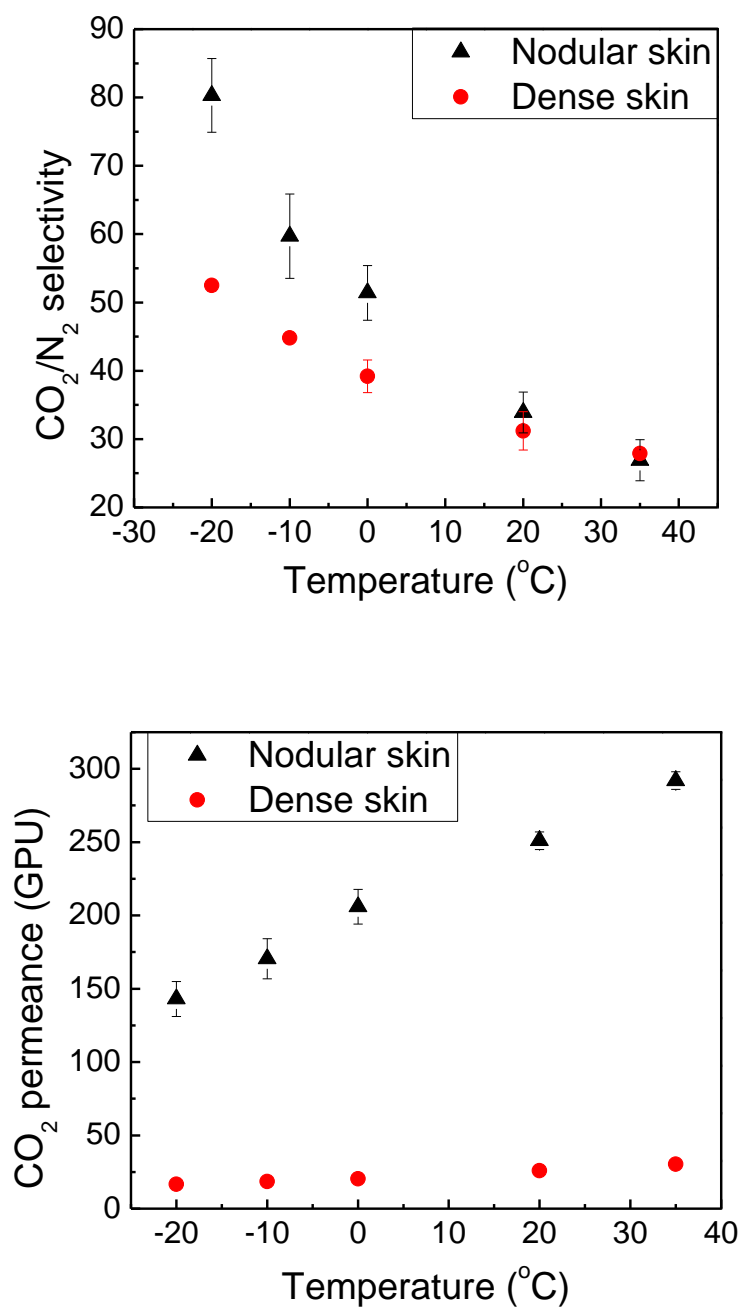 90
80
70
60
50
40
30
20
CO2/N2 selectivity
Nodular skin
Dense skin
-30 -20 -10 0 10 20 30 40
Temperature (oC)
300
250
200
150
100
50
0
CO2 permeance (GPU)
Nodular skin
Dense skin
-20 -10 0 10 20 30 40
Temperature (oC)